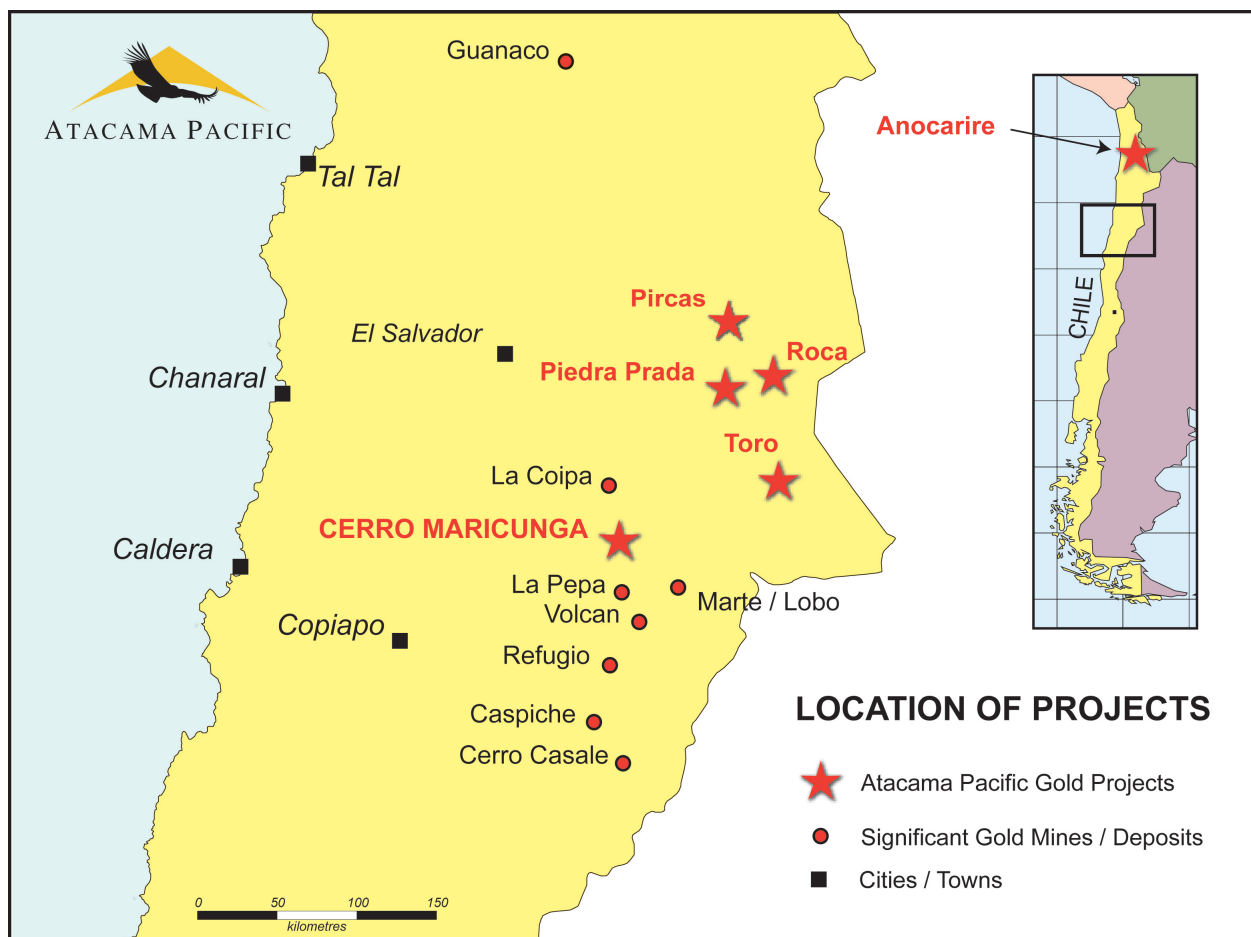 Guanaco
ATACAMA PACIFIC
Anocarire
Tal Tal
Pircas
CHILE
El Salvador
Roca
Chanaral
Piedra Prada
Toro
La Coipa
CERRO MARICUNGA
Caldera
La Pepa
Marte / Lobo
Volcan
Copiapo
Refugio
LOCATION OF PROJECTS
Caspiche
Cerro Casale
Atacama Pacific Gold Projects
Significant Gold Mines / Deposits
Cities / Towns
0 50 100 150
kilometres